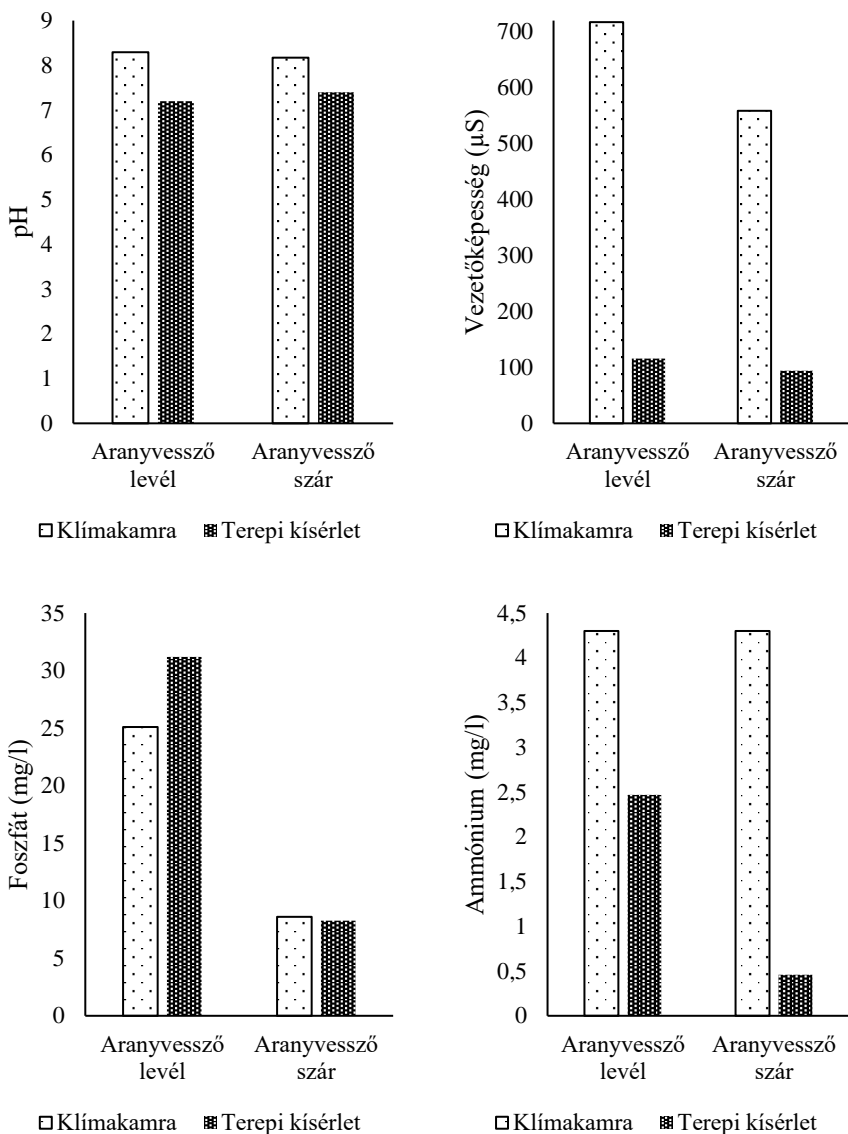 9
8
7
6
5
4
3
2
1
0
pH
Aranyvessző
levél
Aranyvessző
szár
Klímakamra Terepi kísérlet
700
600
500
400
300
200
100
0
Vezetőképesség (µS)
Aranyvessző
levél
Aranyvessző
szár
Klímakamra Terepi kísérlet
35
30
25
20
15
10
5
0
Foszfát (mg/l)
Aranyvessző
levél
Aranyvessző
szár
Klímakamra Terepi kísérlet
4,5
4
3,5
3
2,5
2
1,5
1
0,5
0
Ammónium (mg/l)
Aranyvessző
levél
Aranyvessző
szár
Klímakamra Terepi kísérlet